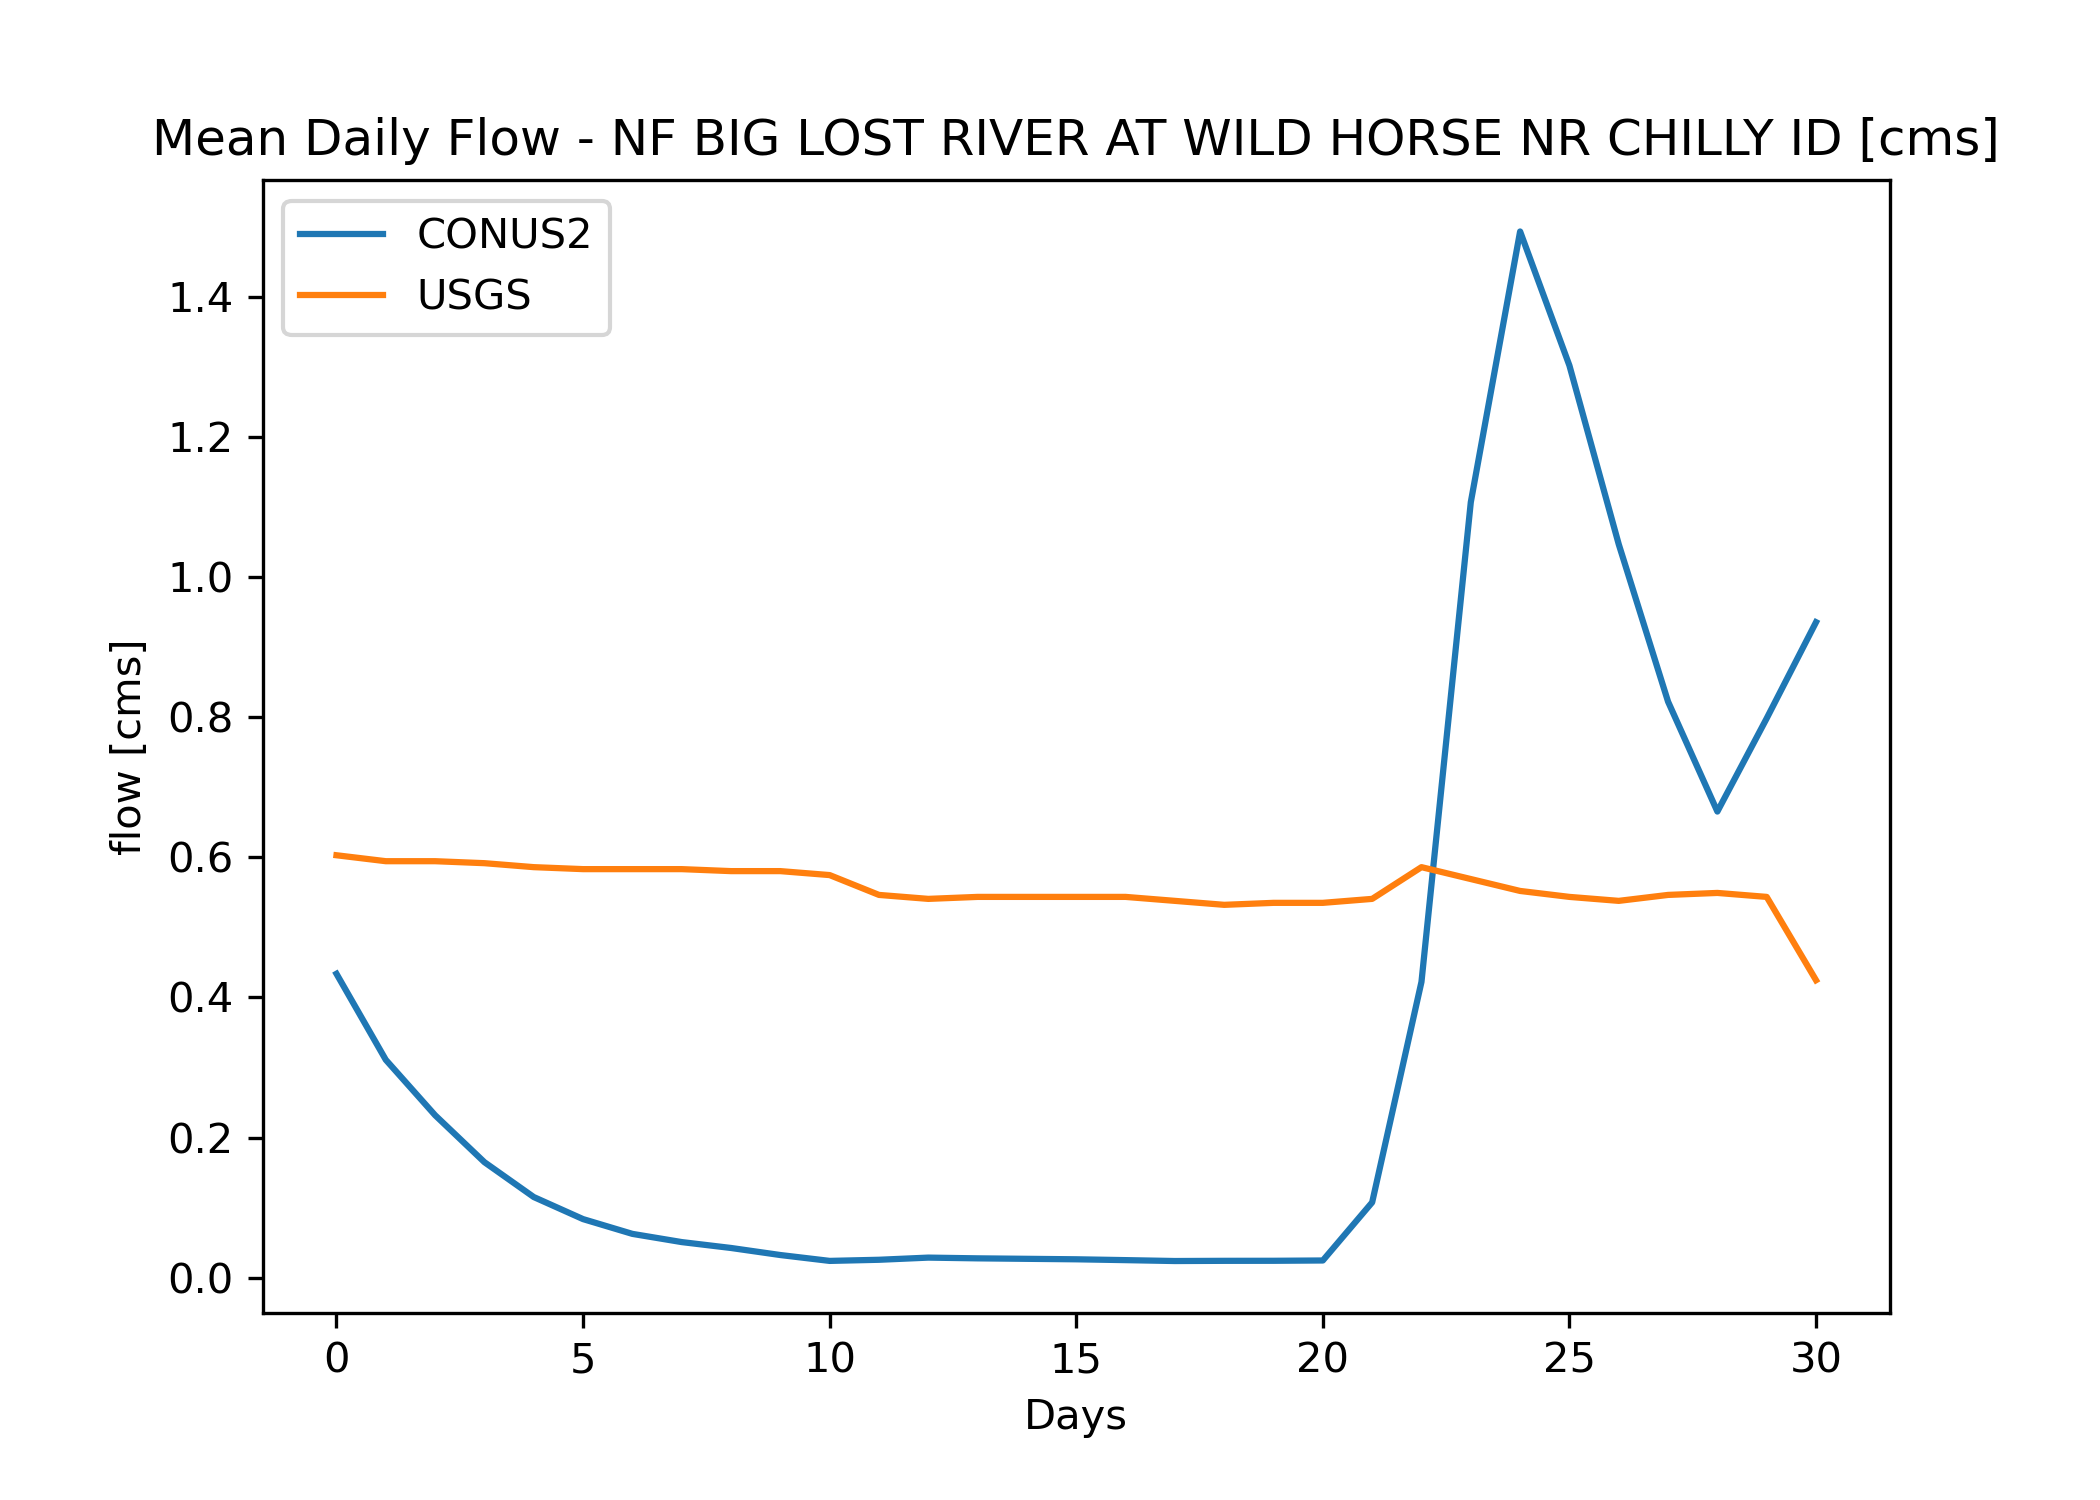 Mean Daily Flow - NF BIG LOST RIVER AT WILD HORSE NR CHILLY ID [cms]
CONUS2
USGS
flow [cms]
1.4
1.2
1.0
0.8
0.6
0.4
0.2
0.0
0 5 10 15 20 25 30
Days